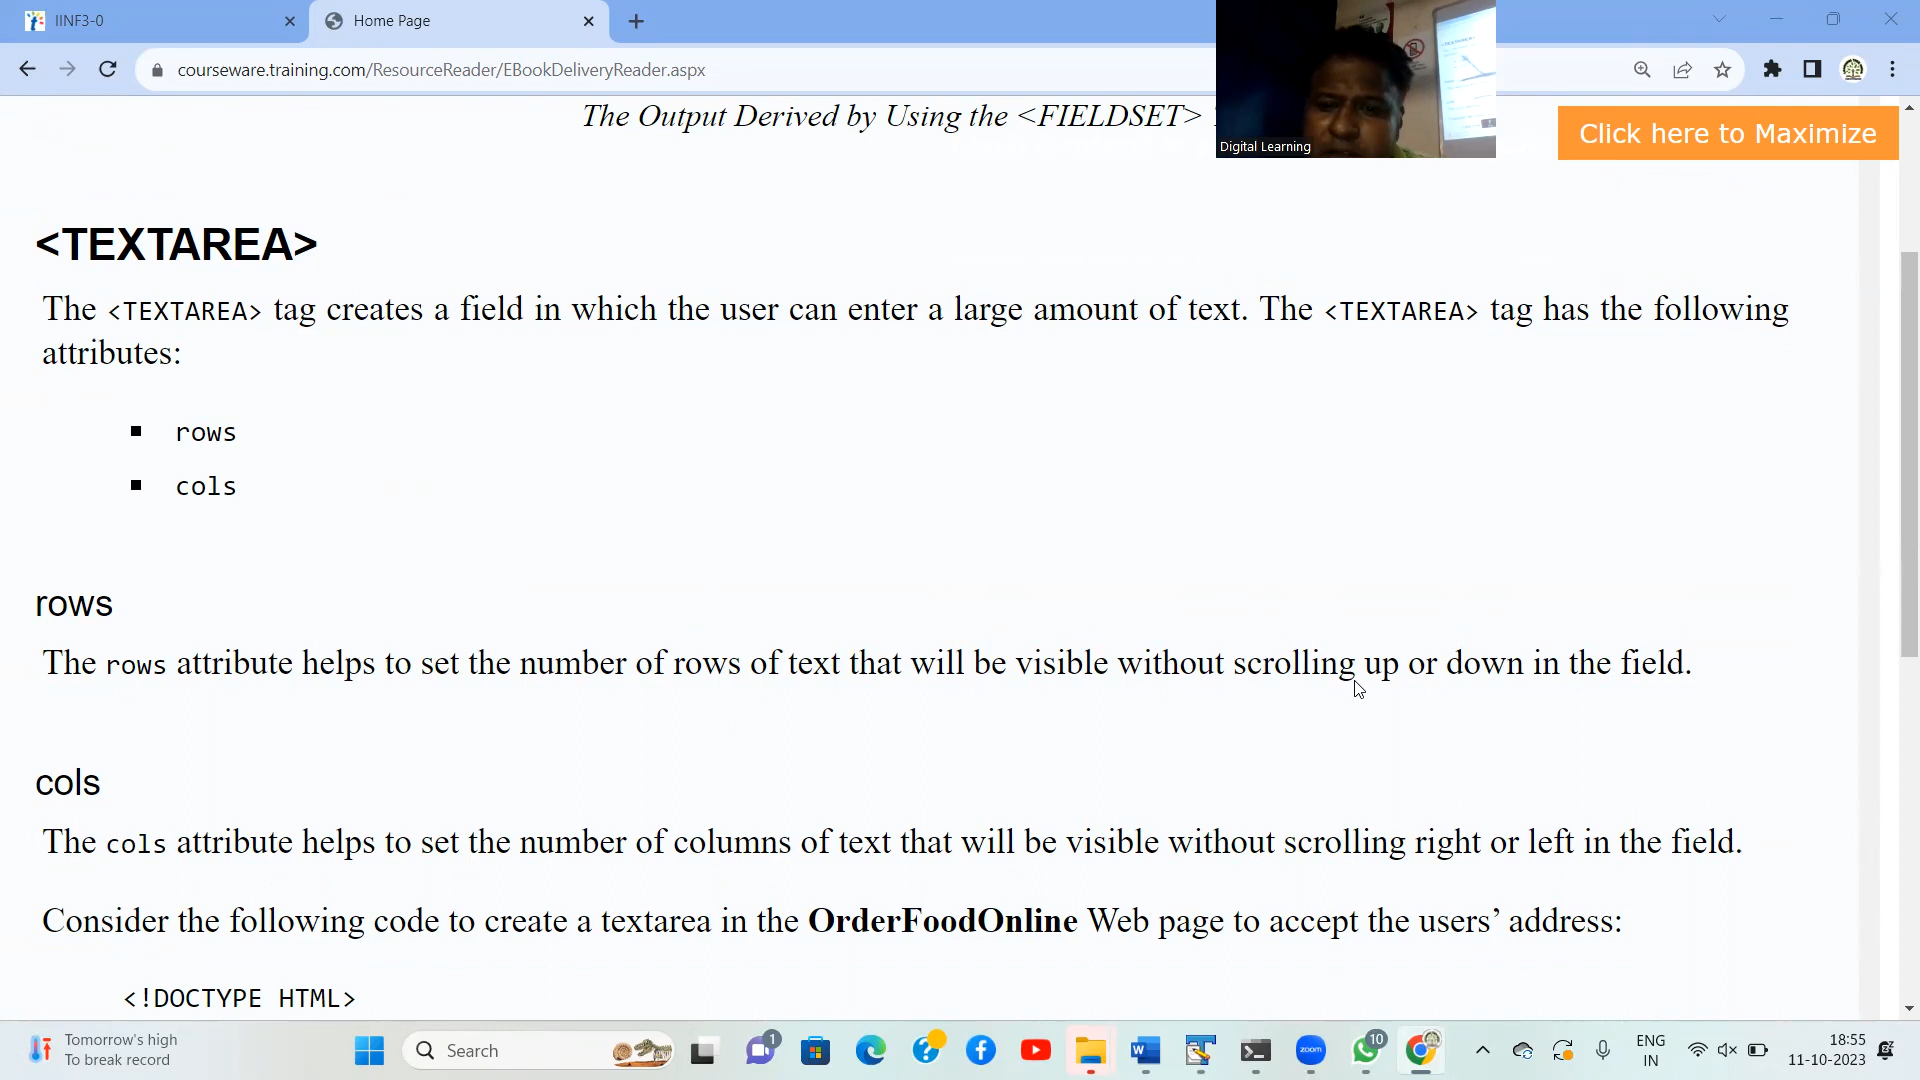 IINF3-0
Home Page
courseware.training.com/ResourceReader/EBookDeliveryReader.aspx
The Output Derived by Using the <FIELDSET>
Click here to Maximize
Digital Learning
<TEXTAREA>
The <TEXTAREA> tag creates a field in which the user can enter a large amount of text. The <TEXTAREA> tag has the following
attributes:
rows
cols
rows
The rows attribute helps to set the number of rows of text that will be visible without scrolling up or down in the field.
cols
The cols attribute helps to set the number of columns of text that will be visible without scrolling right or left in the field.
Consider the following code to create a textarea in the OrderFoodOnline Web page to accept the users’ address:
<!DOCTYPE HTML>
Tomorrow's high
To break record
Search
1
zoom
10
ENG
IN
18:55
11-10-2023